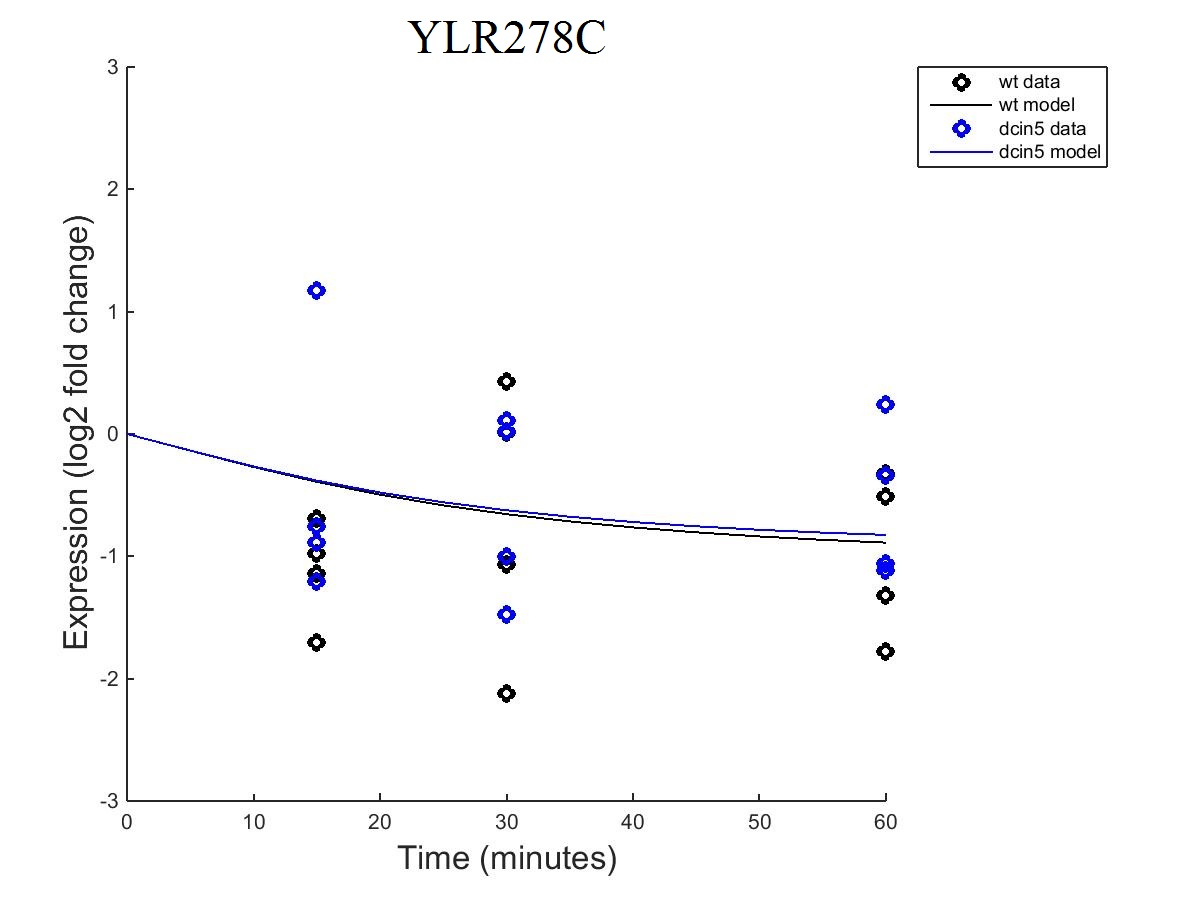 YLR278C
3
2
1
0
-1
-2
-3
0 10 20 30 40 50 60
Expression (log2 fold change)
Time (minutes)
wt data
wt model
dcin5 data
dcin5 model